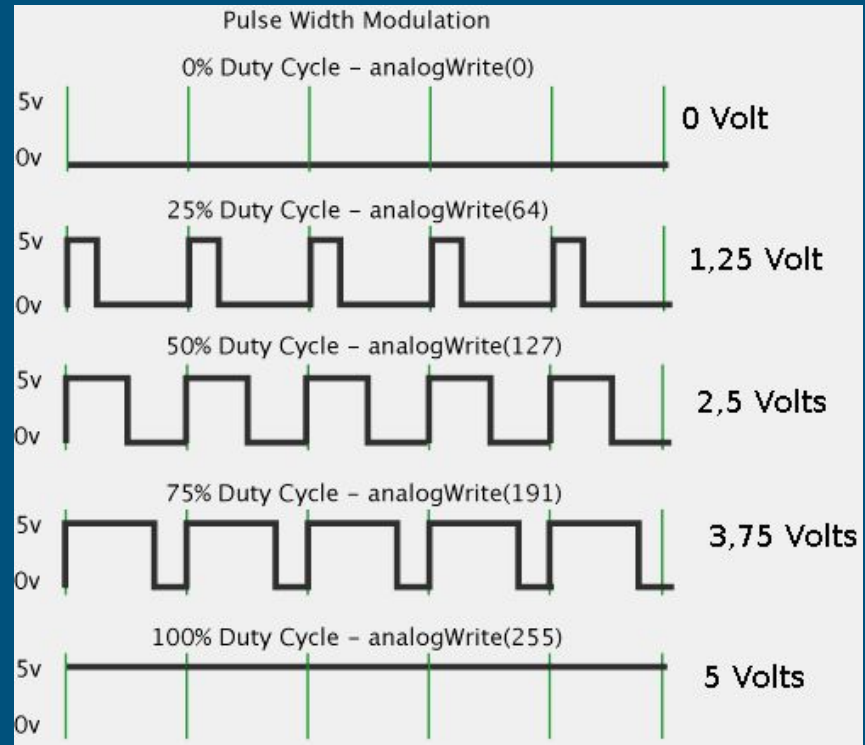 Pulse Width Modulation
0% Duty Cycle – analogWrite(0)
5v
0v
0 Volt
25% Duty Cycle – analogWrite(64)
5v
0v
1,25 Volt
50% Duty Cycle – analogWrite(127)
5v
0v
2,5 Volts
75% Duty Cycle – analogWrite(191)
5v
0v
3,75 Volts
100% Duty Cycle – analogWrite(255)
5v
0v
5 Volts